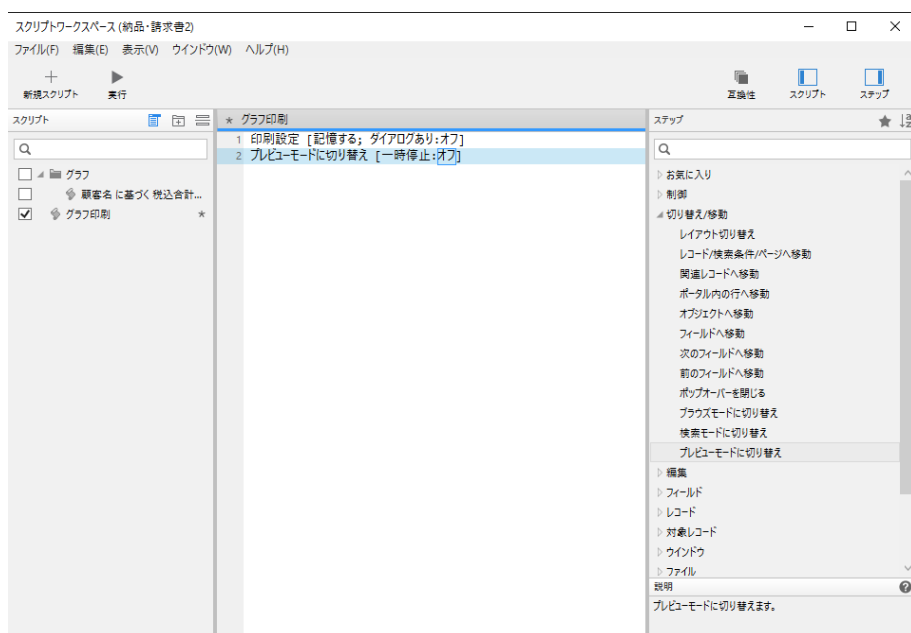 スクリプトワークスペース (納品・請求書2)
ファイル(F) 編集(E) 表示(V) ウインドウ(W) ヘルプ(H)
新規スクリプト 実行 互換性 スクリプト ステップ
スクリプト
* グラフ印刷
ステップ
グラフ
顧客名 に基づく 税込合計...
グラフ印刷 *
1 印刷設定 [記憶する; ダイアログあり:オフ]
2 プレビューモードに切り替え [一時停止:オフ]
お気に入り
制御
切り替え/移動
レイアウト切り替え
レコード/検索条件/ページへ移動
関連レコードへ移動
ポータル内の行へ移動
オブジェクトへ移動
フィールドへ移動
次のフィールドへ移動
前のフィールドへ移動
ポップオーバーを閉じる
ブラウズモードに切り替え
検索モードに切り替え
プレビューモードに切り替え
編集
フィールド
レコード
対象レコード
ウインドウ
ファイル
説明
プレビューモードに切り替えます。